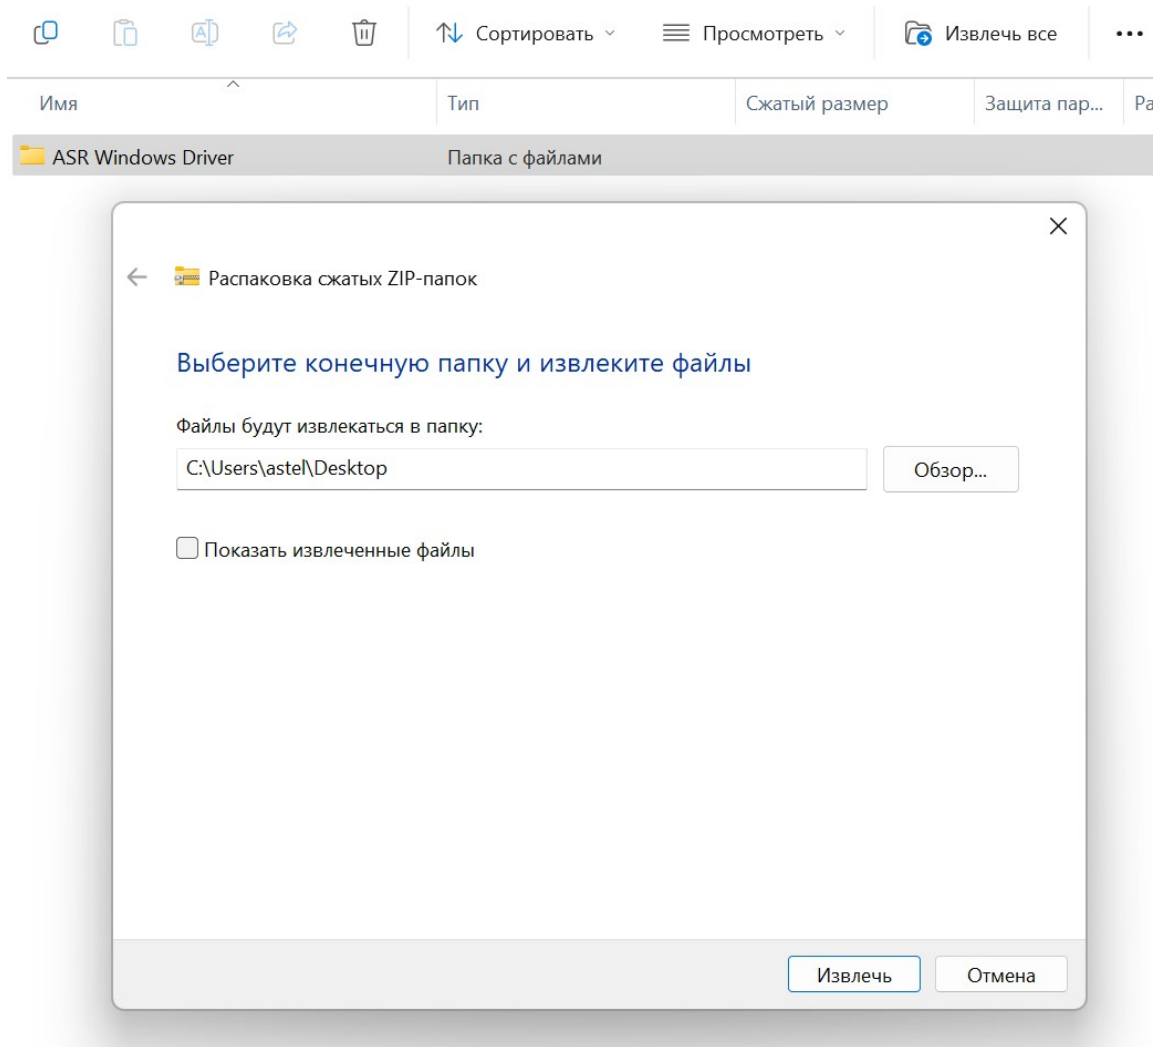 Сортировать
Просмотреть
Извлечь все
Имя
Тип
Сжатый размер
Защита пар...
Ра
ASR Windows Driver
Папка с файлами
Распаковка сжатых ZIP-папок
Выберите конечную папку и извлеките файлы
Файлы будут извлекаться в папку:
C:\Users\astel\Desktop
Обзор...
Показать извлеченные файлы
Извлечь
Отмена